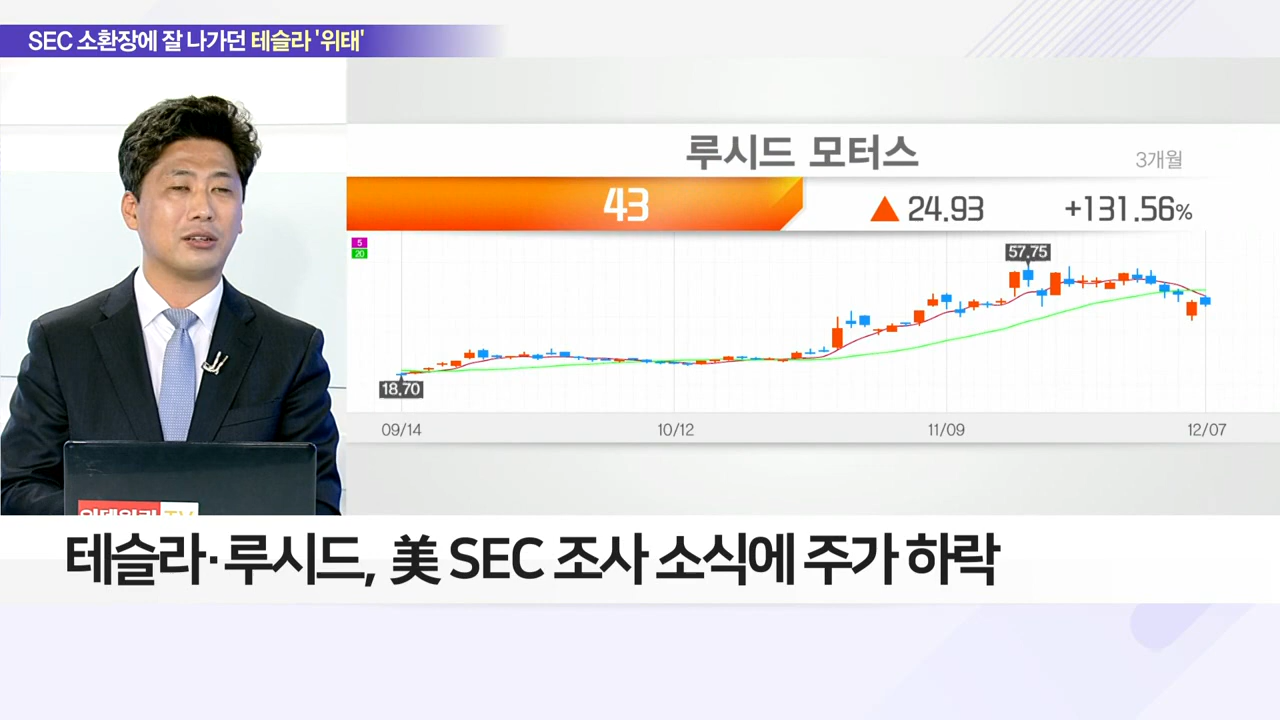 SEC 소환장에 잘 나가던 테슬라 '위태'
루시드 모터스
3개월
43
▲ 24.93
+131.56%
5
20
57.75
18.70
09/14
10/12
11/09
12/07
TV
테슬라·루시드, 美 SEC 조사 소식에 주가 하락